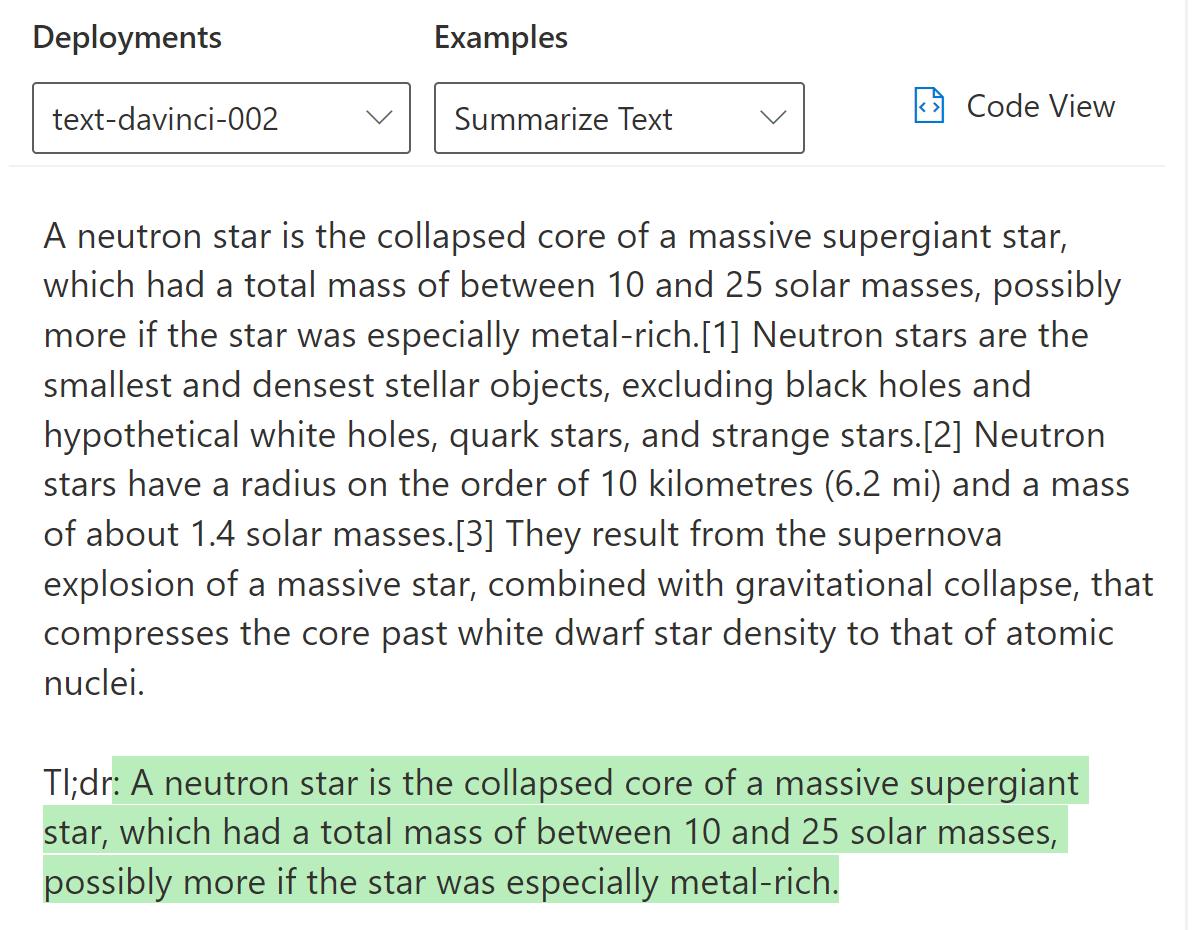 Deployments
Examples
text-davinci-002
Summarize Text
Code View
A neutron star is the collapsed core of a massive supergiant star,
which had a total mass of between 10 and 25 solar masses, possibly
more if the star was especially metal-rich.[1] Neutron stars are the
smallest and densest stellar objects, excluding black holes and
hypothetical white holes, quark stars, and strange stars.[2] Neutron
stars have a radius on the order of 10 kilometres (6.2 mi) and a mass
of about 1.4 solar masses.[3] They result from the supernova
explosion of a massive star, combined with gravitational collapse, that
compresses the core past white dwarf star density to that of atomic
nuclei.
Tl;dr: A neutron star is the collapsed core of a massive supergiant
star, which had a total mass of between 10 and 25 solar masses,
possibly more if the star was especially metal-rich.